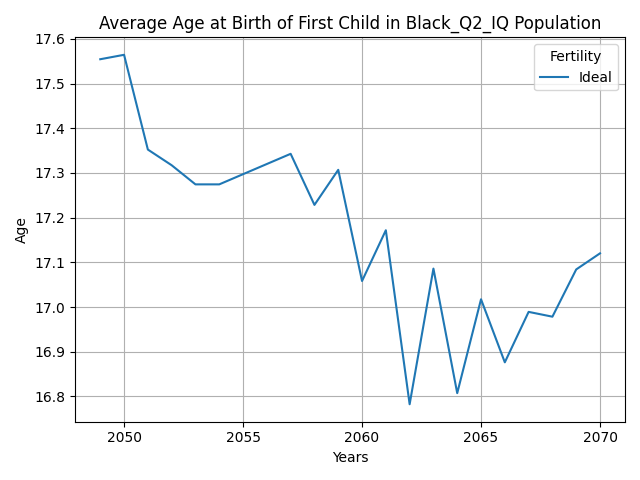 Average Age at Birth of First Child in Black_Q2_IQ Population
17.6
17.5
17.4
17.3
17.2
17.1
17.0
16.9
16.8
Age
Fertility
Ideal
2050 2055 2060 2065 2070
Years